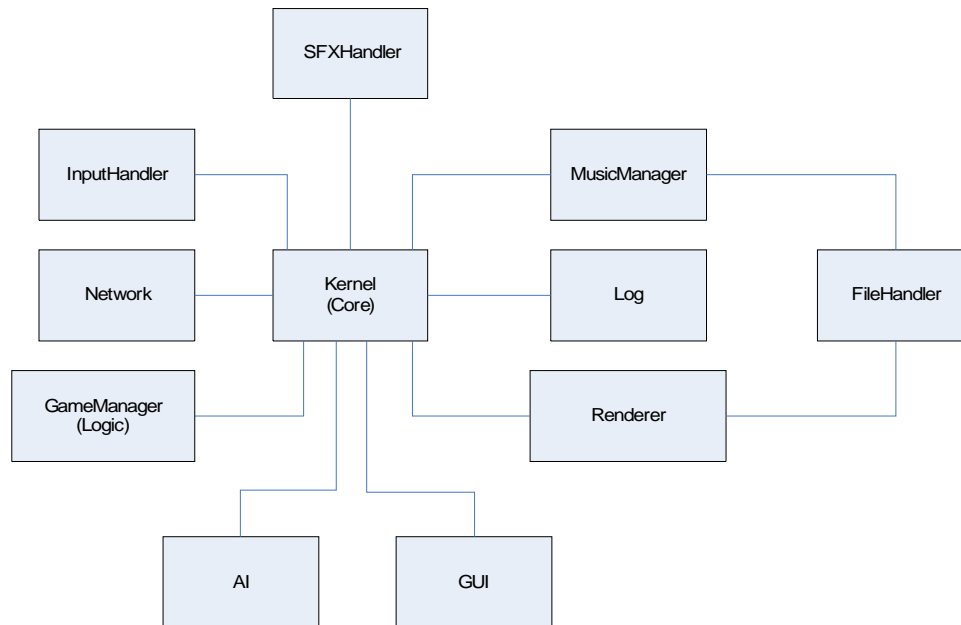 SFXHandler
InputHandler
MusicManager
Network
Kernel
(Core)
Log
FileHandler
GameManager
(Logic)
Renderer
AI
GUI